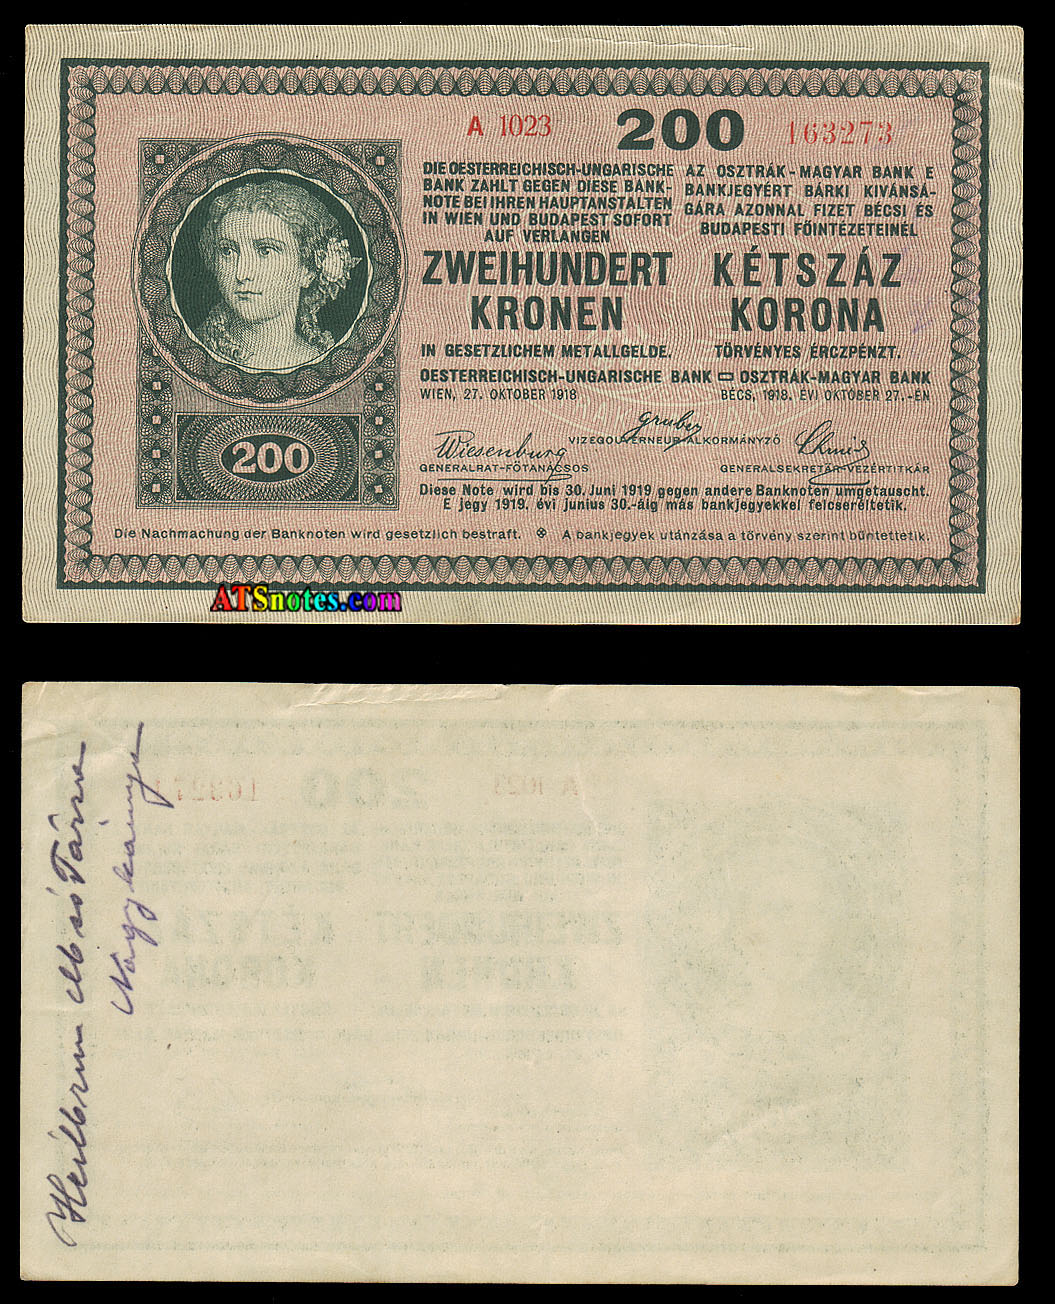 A 1023 200 163273
DIE OESTERREICHISCH-UNGARISCHE
BANK ZAHLT GEGEN DIESE BANK-
NOTE BEI IHREN HAUPTANSTALTEN
IN WIEN UND BUDAPEST SOFORT
AUF VERLANGEN
ZWEIHUNDERT
KRONEN
IN GESETZLICHEM METALLGELDE.
AZ OSZTRÁK-MAGYAR BANK E
BANKJEGYÉRT BÁRKI KIVÁNSÁ-
GÁRA AZONNAL FIZET BÉCSI ÉS
BUDAPESTI FŐINTÉZETEINÉL
KÉTSZÁZ
KORONA
TÖRVÉNYES ÉRCZPÉNZT.
OESTERREICHISCH-UNGARISCHE BANK OSZTRÁK-MAGYAR BANK
WIEN, 27. OKTOBER 1918 BÉCS, 1918. ÉVI OKTÓBER 27.-ÉN
Gruber
VIZEGOUVERNEUR-ALKORMÁNYZÓ
Wiesenburg Schmid
GENERALRAT-FŐTANÁCSOS GENERALSEKRETÄR-VEZÉRTITKÁR
200
Diese Note wird bis 30. Juni 1919 gegen andere Banknoten umgetauscht.
E jegy 1919. évi junius 30.-áig más bankjegyekkel felcseréltetik.
Die Nachmachung der Banknoten wird gesetzlich bestraft. A bankjegyek utánzása a törvény szerint büntettetik.
ATSnotes.com
Nagykanizsa